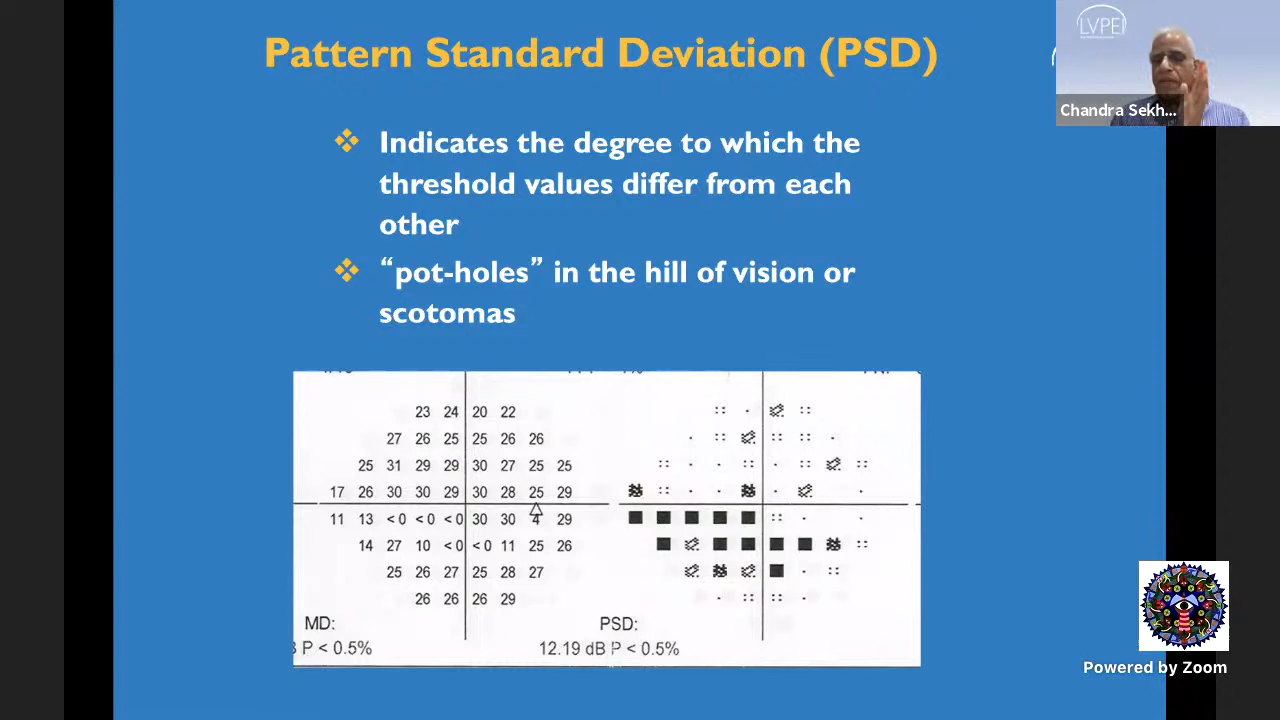 Pattern Standard Deviation (PSD)
LVPEI
Chandra Sekh...
❖ Indicates the degree to which the
threshold values differ from each
other
❖ “pot-holes” in the hill of vision or
scotomas
23 24 20 22
27 26 25 25 26 26
25 31 29 29 30 27 25 25
17 26 30 30 29 30 28 25 29
11 13 <0 <0 <0 30 30 4 29
14 27 10 <0 <0 11 25 26
25 26 27 25 28 27
26 26 26 29
MD: PSD:
P < 0.5% 12.19 dB P < 0.5%
Powered by Zoom